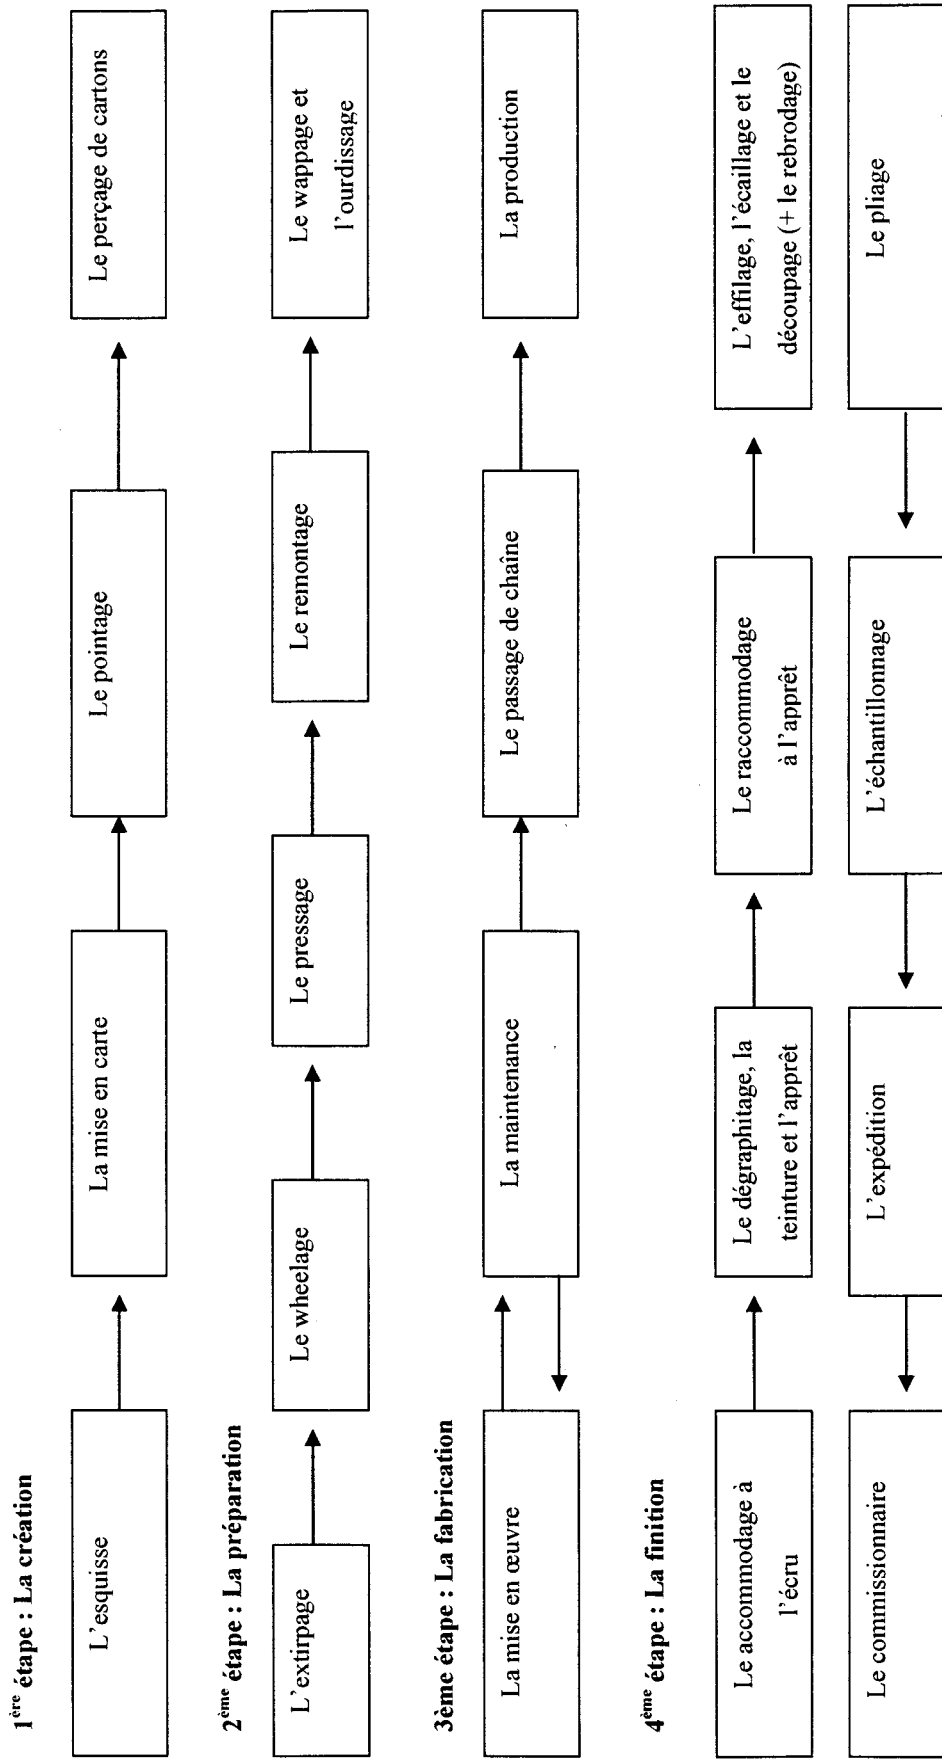 1ère étape : La création
L'esquisse
La mise en carte
Le pointage
Le perçage de cartons
2ème étape : La préparation
L'extirpage
Le wheelage
Le pressage
Le remontage
Le wappage et
l'ourdissage
3ème étape : La fabrication
La mise en œuvre
La maintenance
Le passage de chaîne
La production
4ème étape : La finition
Le accommodage à
l'écru
Le dégraphitage, la
teinture et l'apprêt
Le raccommodage
à l'apprêt
L'effilage, l'écaillage et le
découpage (+ le rebrodage)
Le pliage
L'échantillonnage
L'expédition
Le commissionnaire